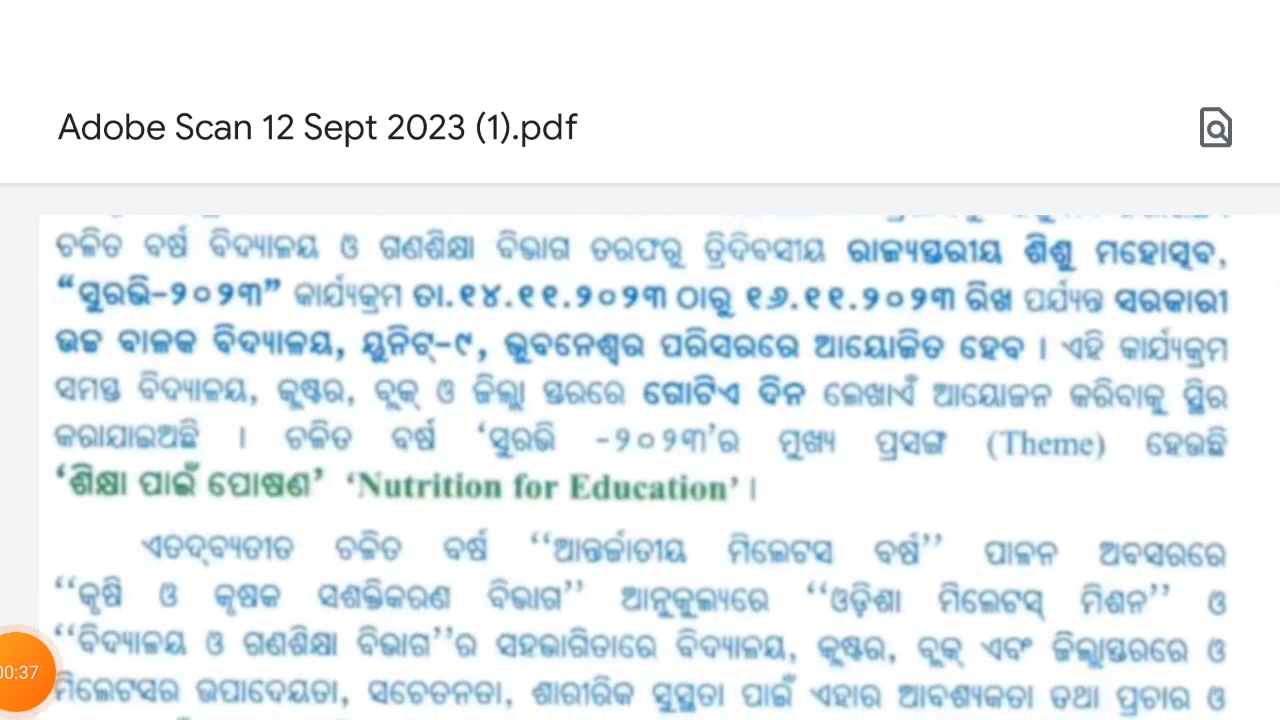 Adobe Scan 12 Sept 2023 (1).pdf
ଚଳିତ ବର୍ଷ ବିଦ୍ୟାଳୟ ଓ ଗଣଶିକ୍ଷା ବିଭାଗ ତରଫରୁ ତ୍ରିଦିବସୀୟ ରାଜ୍ୟସ୍ତରୀୟ ଶିଶୁ ମହୋତ୍ସବ,
“ସୁରଭି-୨୦୨୩” କାର୍ଯ୍ୟକ୍ରମ ତା.୧୪.୧୧.୨୦୨୩ ଠାରୁ ୧୬.୧୧.୨୦୨୩ ରିଖ ପର୍ଯ୍ୟନ୍ତ ସରକାରୀ
ଉଚ୍ଚ ବାଳକ ବିଦ୍ୟାଳୟ, ୟୁନିଟ୍-୯, ଭୁବନେଶ୍ୱର ପରିସରରେ ଆୟୋଜିତ ହେବ । ଏହି କାର୍ଯ୍ୟକ୍ରମ
ସମସ୍ତ ବିଦ୍ୟାଳୟ, କ୍ଲଷ୍ଟର, ବ୍ଲକ୍ ଓ ଜିଲ୍ଲା ସ୍ତରରେ ଗୋଟିଏ ଦିନ ଲେଖାଏଁ ଆୟୋଜନ କରିବାକୁ ସ୍ଥିର
କରାଯାଇଅଛି । ଚଳିତ ବର୍ଷ ‘ସୁରଭି -୨୦୨୩’ର ମୁଖ୍ୟ ପ୍ରସଙ୍ଗ (Theme) ହେଉଛି
‘ଶିକ୍ଷା ପାଇଁ ପୋଷଣ’ ‘Nutrition for Education’ ।
ଏତଦ୍‌ବ୍ୟତୀତ ଚଳିତ ବର୍ଷ ‘‘ଆନ୍ତର୍ଜାତୀୟ ମିଲେଟସ ବର୍ଷ’’ ପାଳନ ଅବସରରେ
‘‘କୃଷି ଓ କୃଷକ ସଶକ୍ତିକରଣ ବିଭାଗ’’ ଆନୁକୁଲ୍ୟରେ ‘‘ଓଡ଼ିଶା ମିଲେଟସ୍ ମିଶନ’’ ଓ
‘‘ବିଦ୍ୟାଳୟ ଓ ଗଣଶିକ୍ଷା ବିଭାଗ’’ର ସହଭାଗିତାରେ ବିଦ୍ୟାଳୟ, କ୍ଲଷ୍ଟର, ବ୍ଲକ୍ ଏବଂ ଜିଲ୍ଲାସ୍ତରରେ ଓ
00:37
ମିଲେଟସର ଉପାଦେୟତା, ସଚେତନତା, ଶାରୀରିକ ସୁସ୍ଥତା ପାଇଁ ଏହାର ଆବଶ୍ୟକତା ତଥା ପ୍ରଚାର ଓ